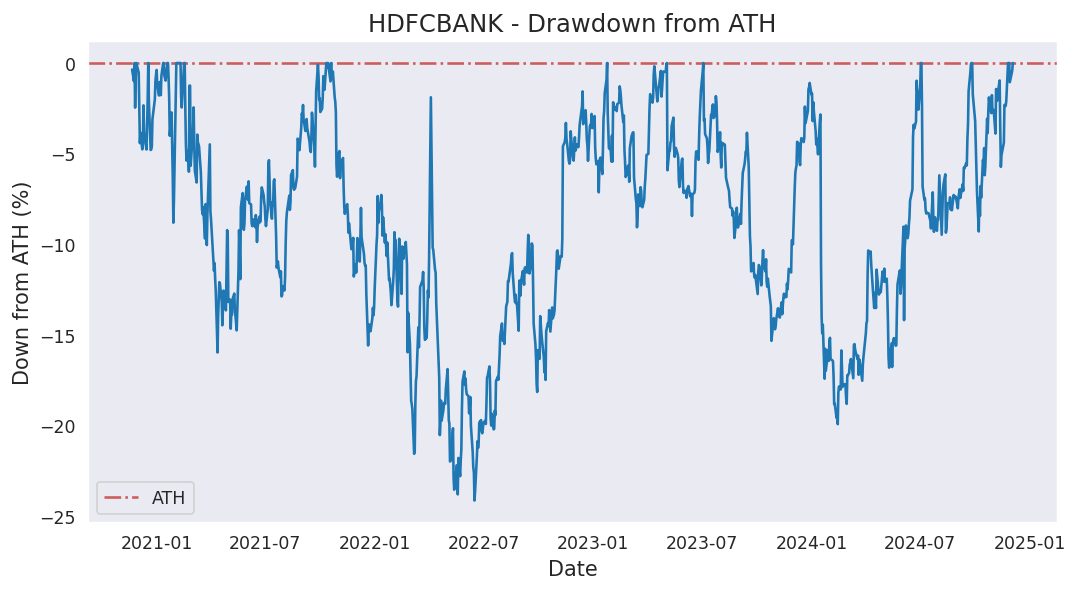 HDFCBANK - Drawdown from ATH
Down from ATH (%)
0
−5
−10
−15
−20
−25
ATH
2021-01 2021-07 2022-01 2022-07 2023-01 2023-07 2024-01 2024-07 2025-01
Date